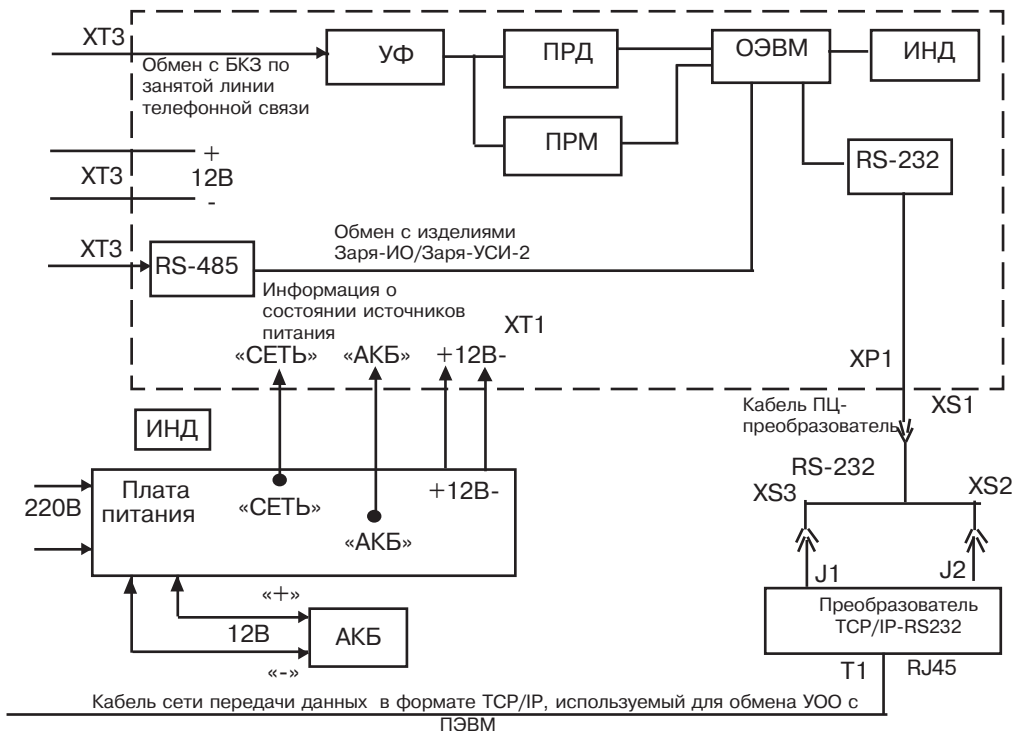 XT3
Обмен с БКЗ по
занятой линии
телефонной связи
УФ
ПРД
ОЭВМ
ИНД
ПРМ
RS-232
XT3
+
12В
-
XT3
RS-485
Обмен с изделиями
Заря-ИО/Заря-УСИ-2
Информация о
состоянии источников
питания
XT1
«СЕТЬ»
«АКБ»
+12В-
XP1
Кабель ПЦ-
преобразователь
XS1
ИНД
RS-232
XS3
XS2
220В
Плата
питания
«СЕТЬ»
«АКБ»
+12В-
J1
J2
Преобразователь
TCP/IP-RS232
«+»
12В
«-»
АКБ
T1
RJ45
Кабель сети передачи данных в формате TCP/IP, используемый для обмена УОО с
ПЭВМ